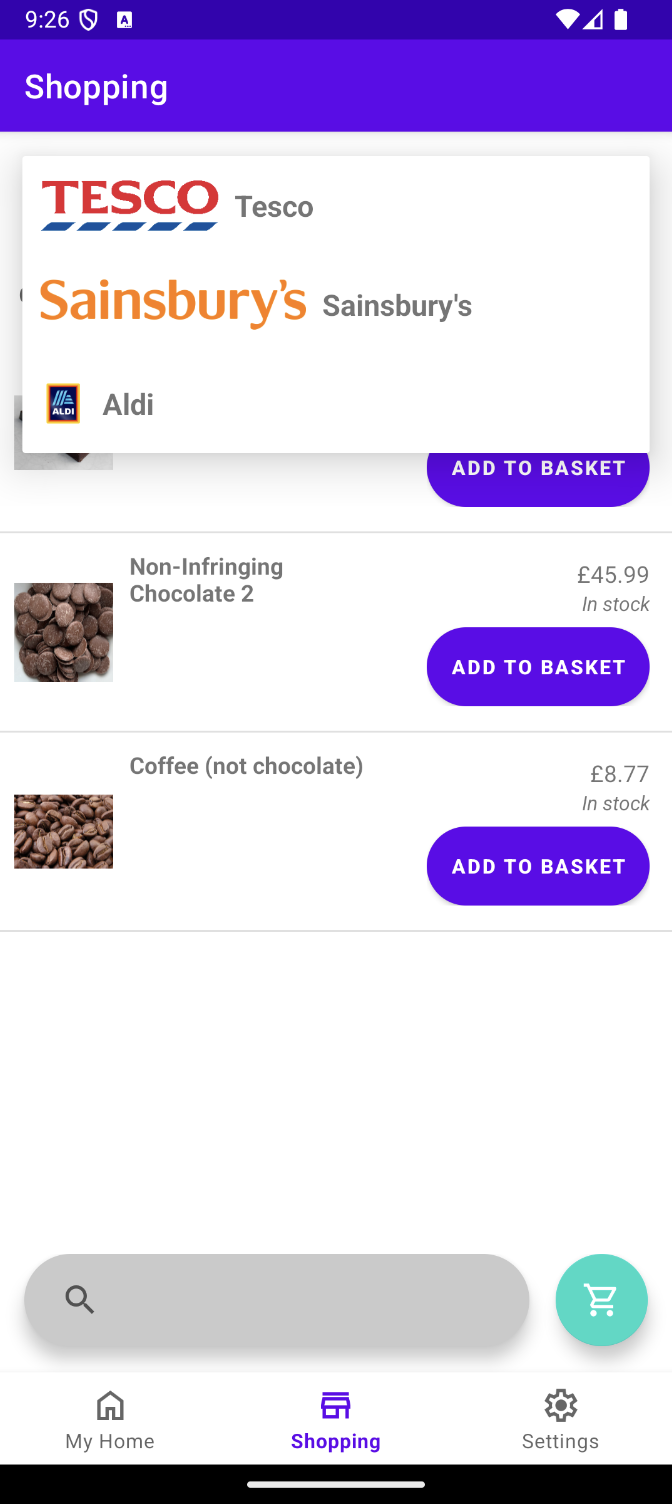 9:26
Shopping
TESCO Tesco
Sainsbury's Sainsbury's
ALDI Aldi
ADD TO BASKET
Non-Infringing
Chocolate 2
£45.99
In stock
ADD TO BASKET
Coffee (not chocolate)
£8.77
In stock
ADD TO BASKET
My Home
Shopping
Settings